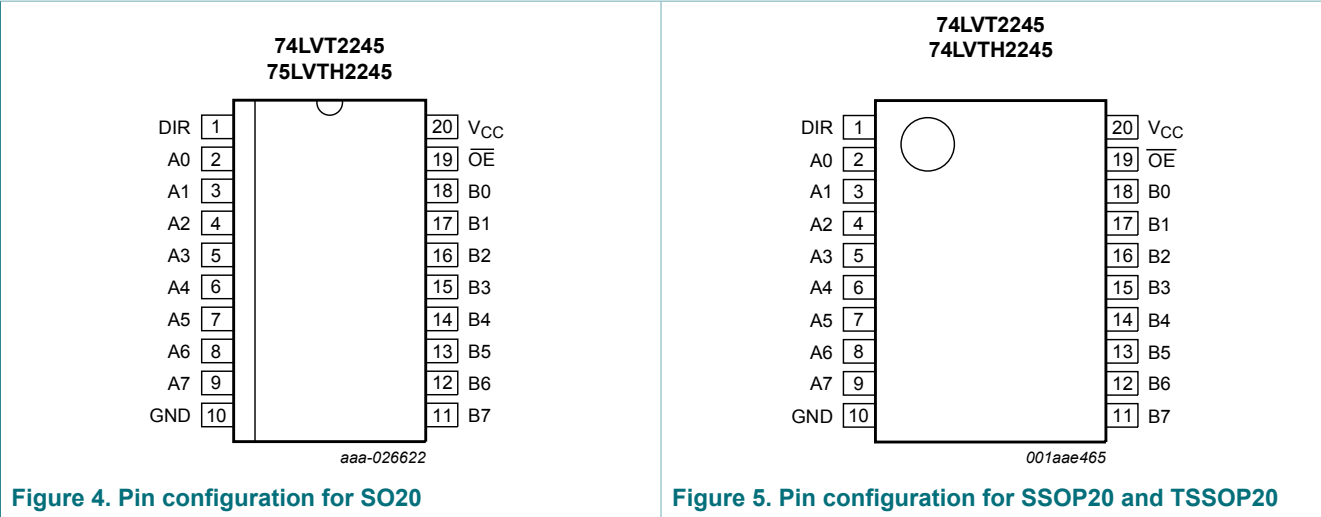 74LVT2245
75LVTH2245
DIR 1
A0 2
A1 3
A2 4
A3 5
A4 6
A5 7
A6 8
A7 9
GND 10
20 VCC
19 O̅E̅
18 B0
17 B1
16 B2
15 B3
14 B4
13 B5
12 B6
11 B7
aaa-026622
Figure 4. Pin configuration for SO20
74LVT2245
74LVTH2245
DIR 1
A0 2
A1 3
A2 4
A3 5
A4 6
A5 7
A6 8
A7 9
GND 10
20 VCC
19 O̅E̅
18 B0
17 B1
16 B2
15 B3
14 B4
13 B5
12 B6
11 B7
001aae465
Figure 5. Pin configuration for SSOP20 and TSSOP20